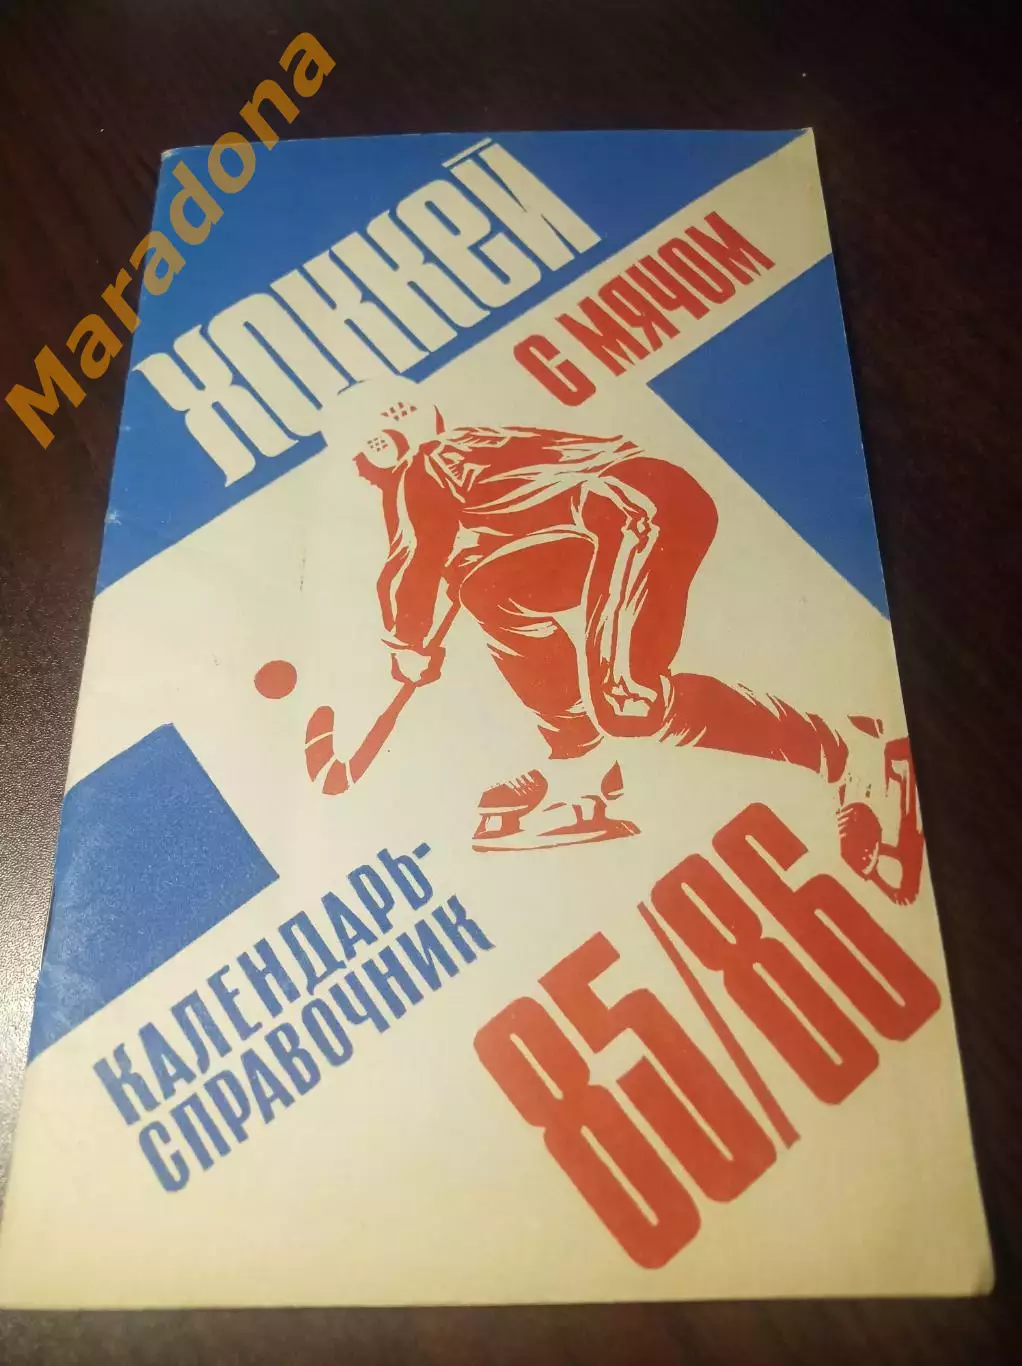 Maradona
ХОККЕЙ
С МЯЧОМ
КАЛЕНДАРЬ-
СПРАВОЧНИК
85/86